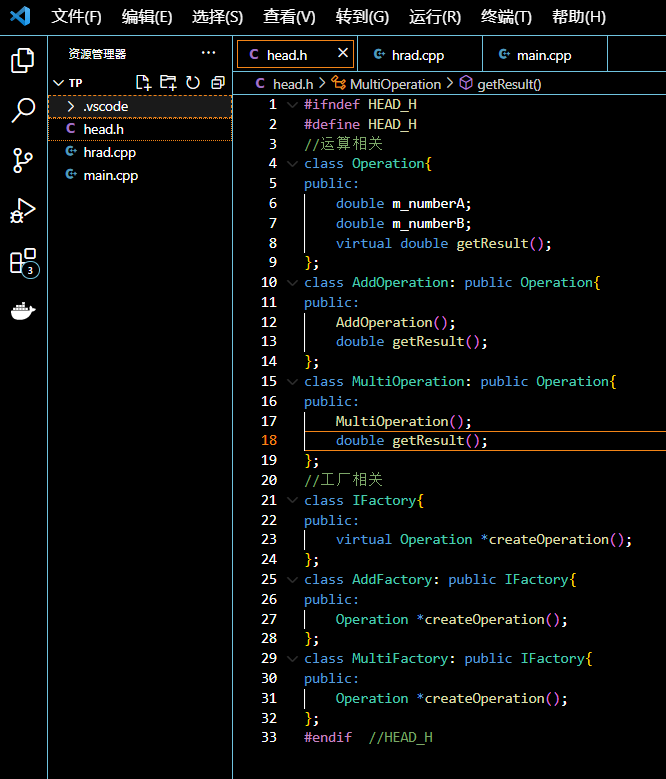 文件(F) 编辑(E) 选择(S) 查看(V) 转到(G) 运行(R) 终端(T) 帮助(H)
资源管理器 ···
TP
.vscode
C head.h
hrad.cpp
main.cpp
3
C head.h × hrad.cpp main.cpp
C head.h > MultiOperation > getResult()
1 #ifndef HEAD_H
2 #define HEAD_H
3 //运算相关
4 class Operation{
5 public:
6 double m_numberA;
7 double m_numberB;
8 virtual double getResult();
9 };
10 class AddOperation: public Operation{
11 public:
12 AddOperation();
13 double getResult();
14 };
15 class MultiOperation: public Operation{
16 public:
17 MultiOperation();
18 double getResult();
19 };
20 //工厂相关
21 class IFactory{
22 public:
23 virtual Operation *createOperation();
24 };
25 class AddFactory: public IFactory{
26 public:
27 Operation *createOperation();
28 };
29 class MultiFactory: public IFactory{
30 public:
31 Operation *createOperation();
32 };
33 #endif //HEAD_H